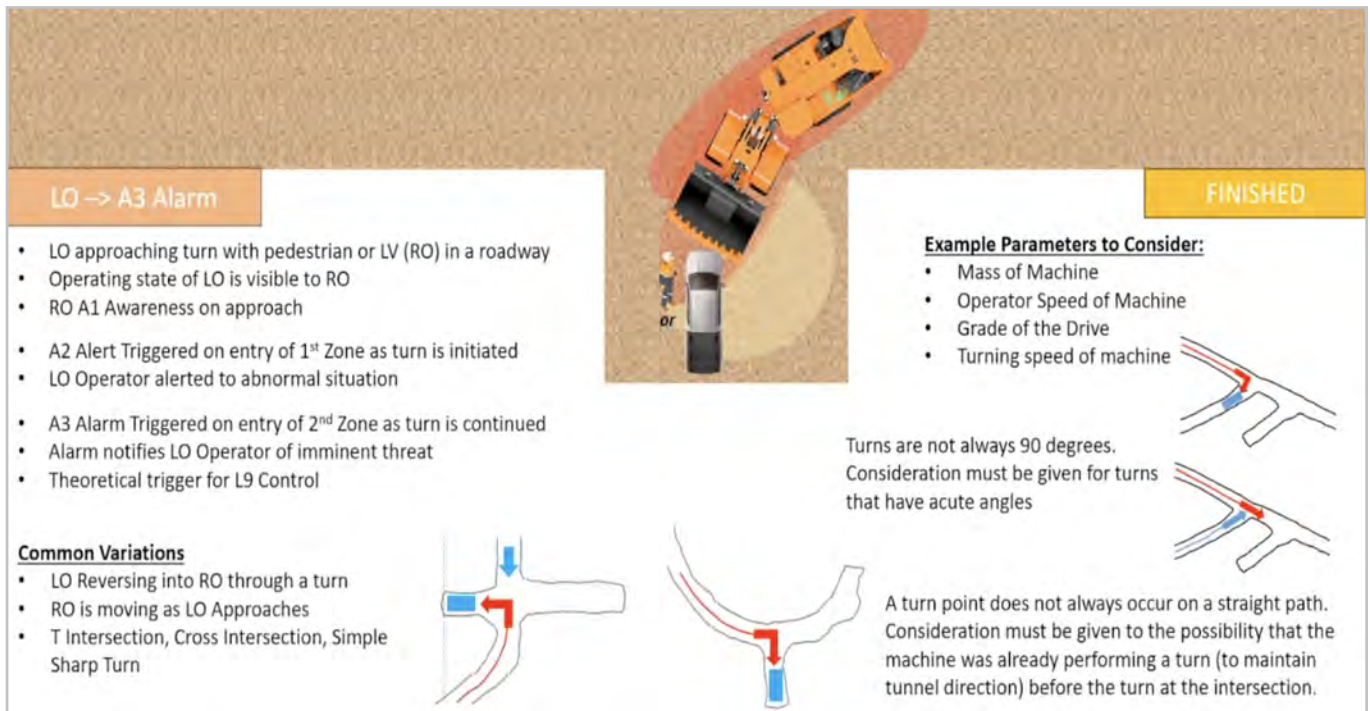 LO –> A3 Alarm
FINISHED
or
• LO approaching turn with pedestrian or LV (RO) in a roadway
• Operating state of LO is visible to RO
• RO A1 Awareness on approach
• A2 Alert Triggered on entry of 1st Zone as turn is initiated
• LO Operator alerted to abnormal situation
• A3 Alarm Triggered on entry of 2nd Zone as turn is continued
• Alarm notifies LO Operator of imminent threat
• Theoretical trigger for L9 Control
Example Parameters to Consider:
• Mass of Machine
• Operator Speed of Machine
• Grade of the Drive
• Turning speed of machine
Turns are not always 90 degrees.
Consideration must be given for turns
that have acute angles
Common Variations
• LO Reversing into RO through a turn
• RO is moving as LO Approaches
• T Intersection, Cross Intersection, Simple
Sharp Turn
A turn point does not always occur on a straight path.
Consideration must be given to the possibility that the
machine was already performing a turn (to maintain
tunnel direction) before the turn at the intersection.